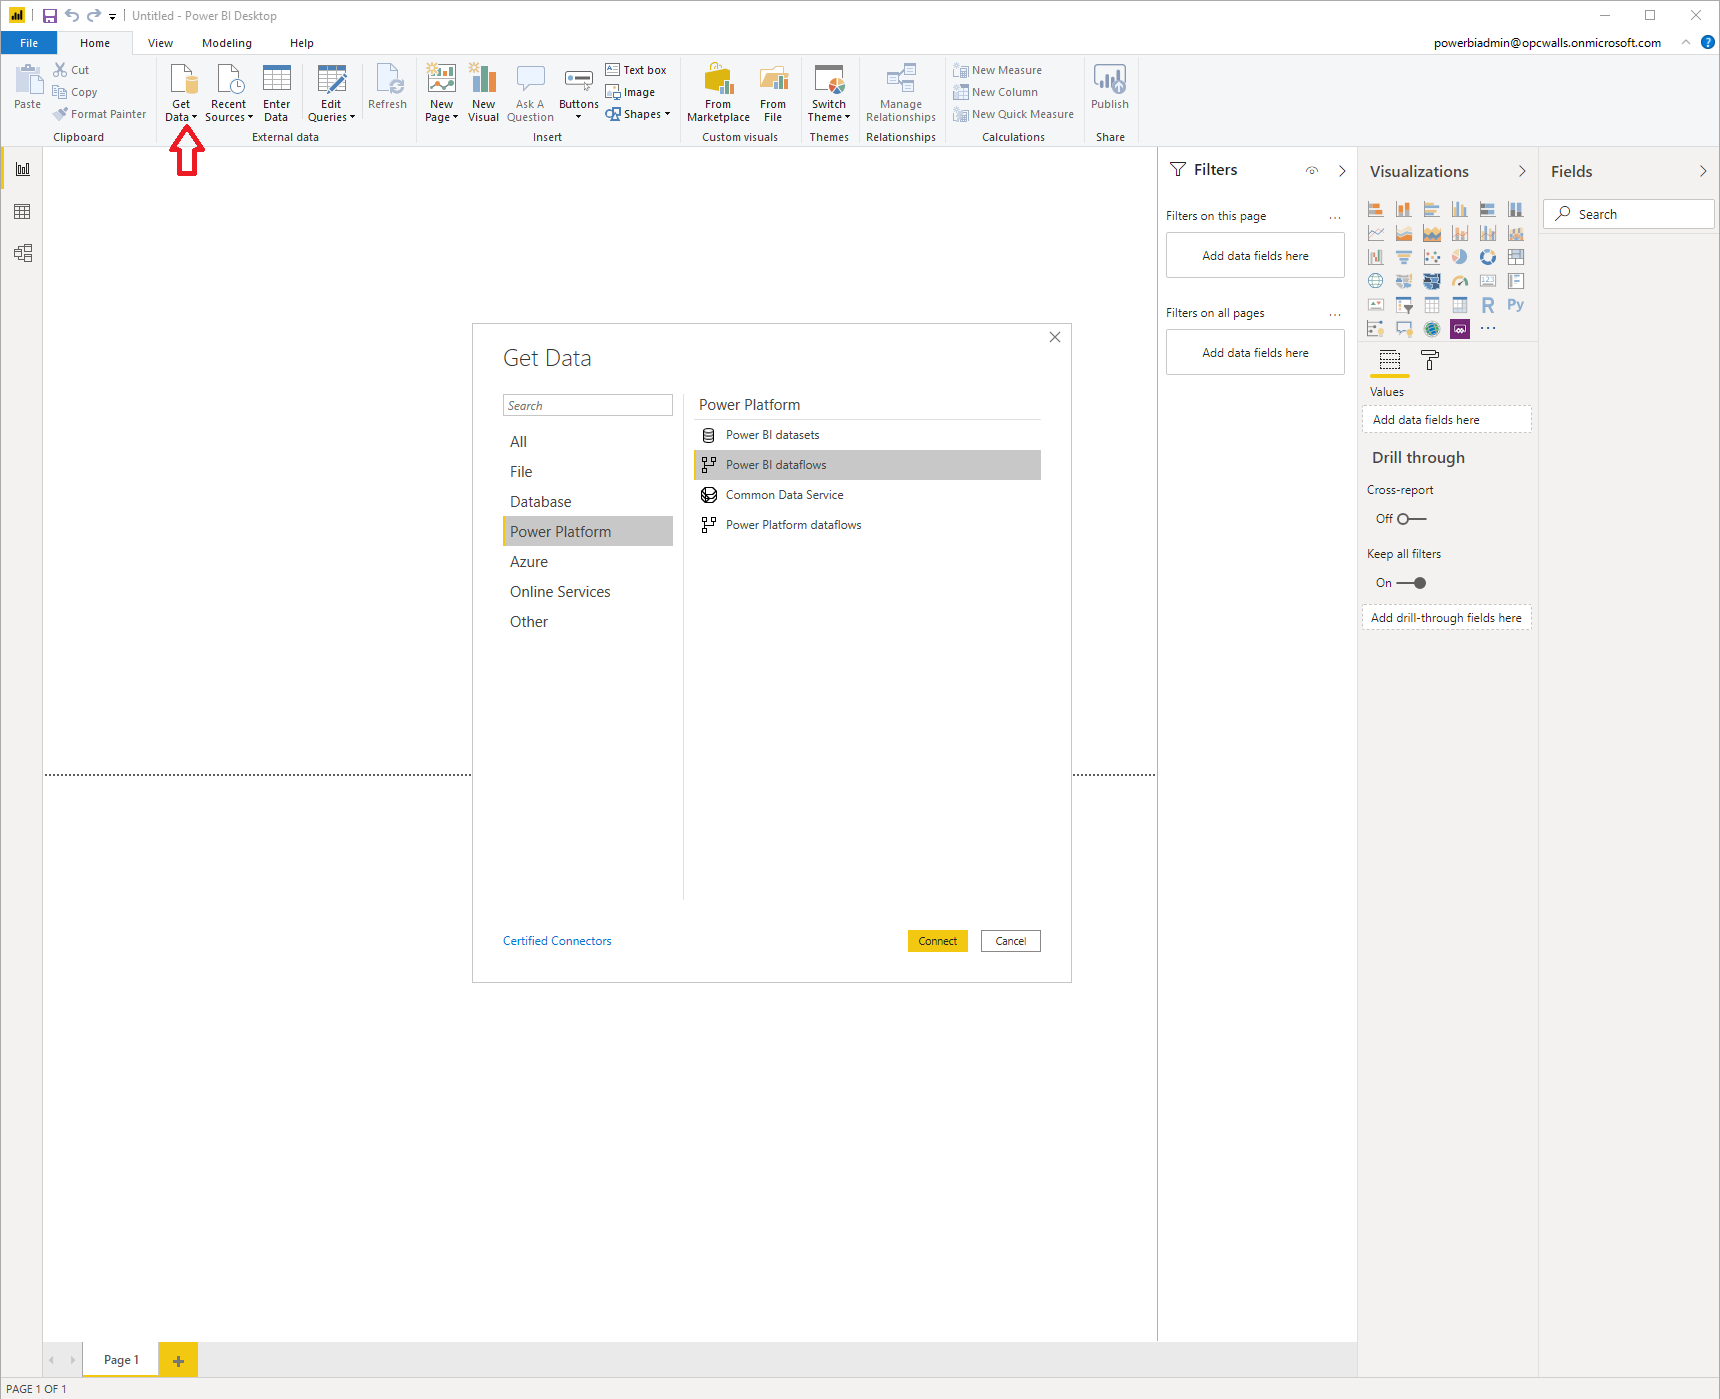 Untitled - Power BI Desktop
File Home View Modeling Help powerbiadmin@opcwalls.onmicrosoft.com ?
Paste
Cut
Copy
Format Painter
Clipboard
Get Data
Recent Sources
Enter Data
Edit Queries
Refresh
External data
New Page
New Visual
Ask A Question
Buttons
Text box
Image
Shapes
Insert
From Marketplace
From File
Custom visuals
Switch Theme
Themes
Manage Relationships
Relationships
New Measure
New Column
New Quick Measure
Calculations
Publish
Share
Get Data
Search
All
File
Database
Power Platform
Azure
Online Services
Other
Power Platform
Power BI datasets
Power BI dataflows
Common Data Service
Power Platform dataflows
Certified Connectors
Connect
Cancel
Filters
Filters on this page ...
Add data fields here
Filters on all pages ...
Add data fields here
Visualizations
123
R Py
...
Values
Add data fields here
Drill through
Cross-report
Off
Keep all filters
On
Add drill-through fields here
Fields
Search
Page 1
+
PAGE 1 OF 1